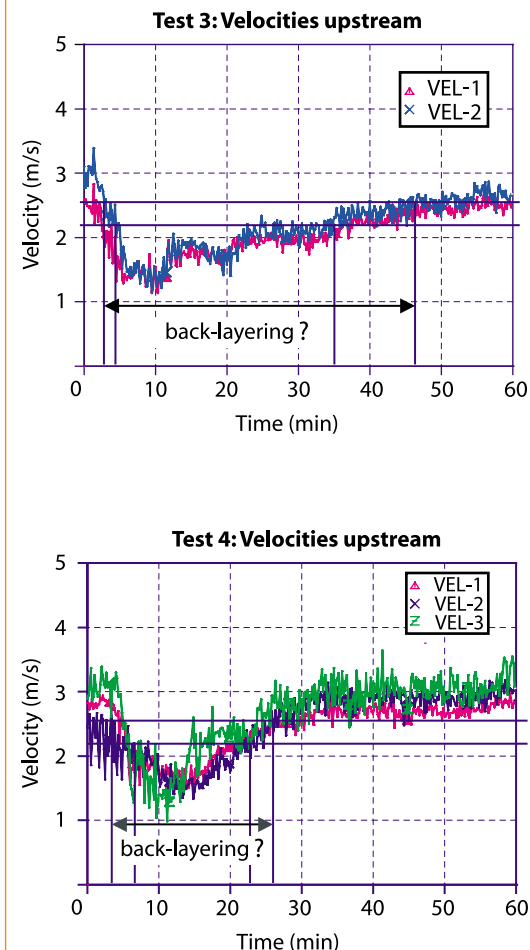 Test 3: Velocities upstream
5
4
3
2
1
Velocity (m/s)
VEL-1
VEL-2
back-layering ?
0 10 20 30 40 50 60
Time (min)
Test 4: Velocities upstream
5
4
3
2
1
Velocity (m/s)
VEL-1
VEL-2
VEL-3
back-layering ?
0 10 20 30 40 50 60
Time (min)